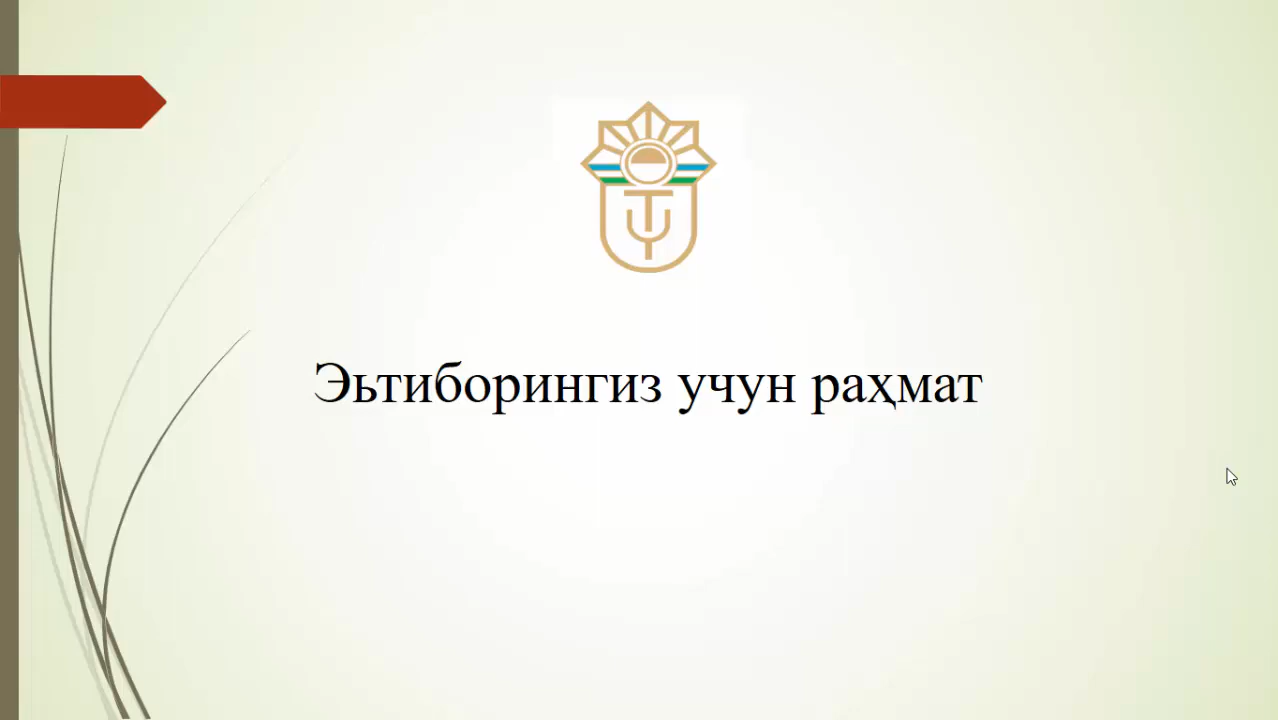 Эьтиборингиз учун раҳмат